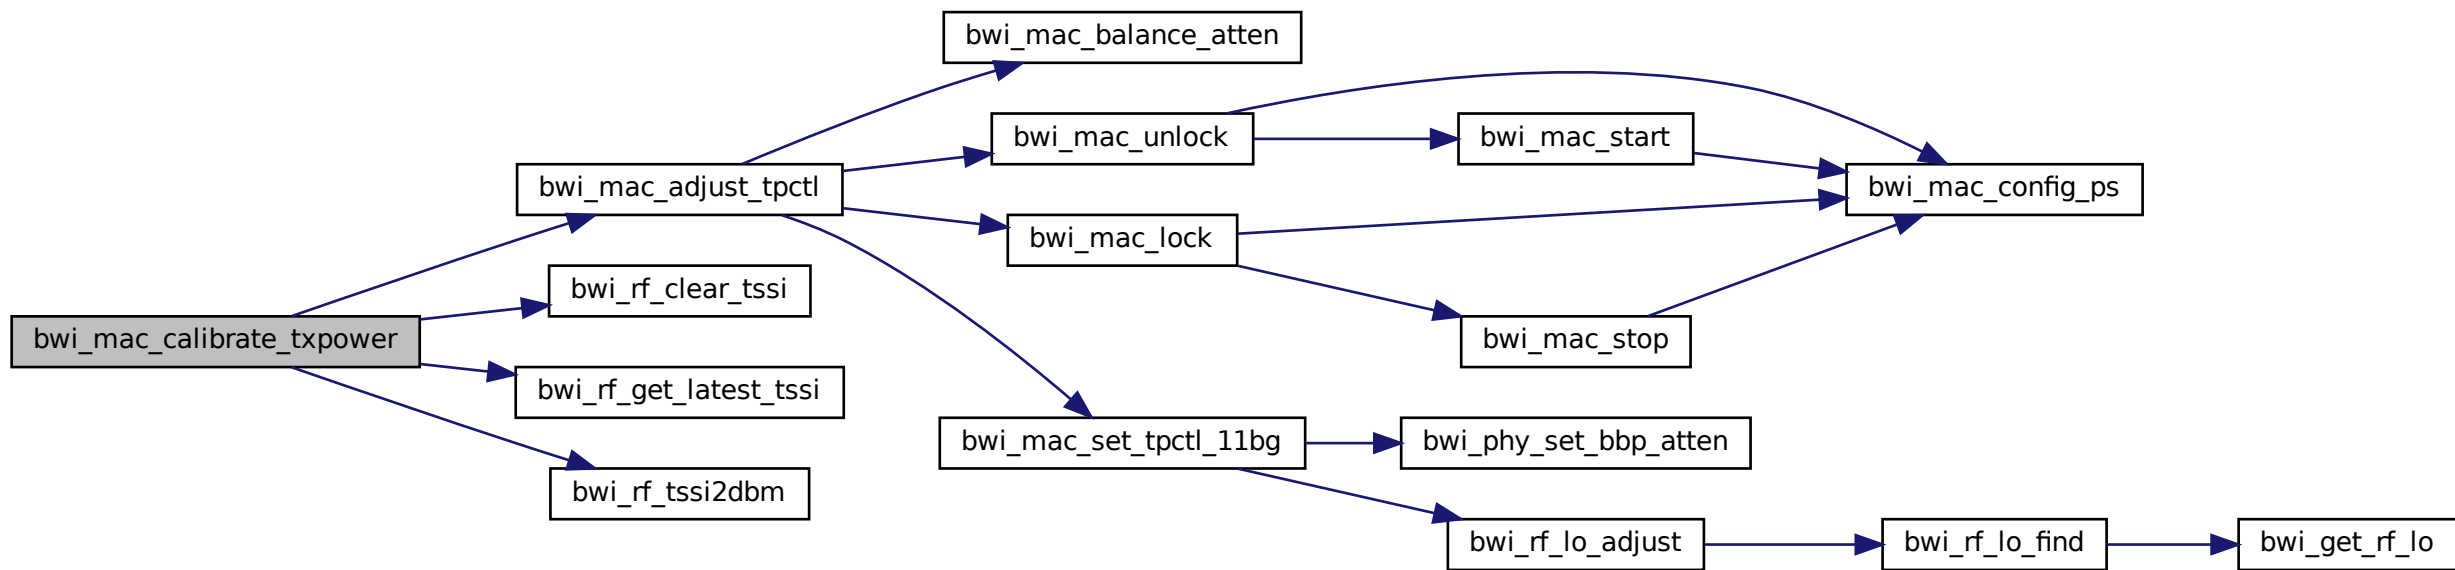 bwi_mac_balance_atten
bwi_mac_unlock
bwi_mac_start
bwi_mac_adjust_tpctl
bwi_mac_config_ps
bwi_mac_lock
bwi_rf_clear_tssi
bwi_mac_calibrate_txpower
bwi_mac_stop
bwi_rf_get_latest_tssi
bwi_mac_set_tpctl_11bg
bwi_phy_set_bbp_atten
bwi_rf_tssi2dbm
bwi_rf_lo_adjust
bwi_rf_lo_find
bwi_get_rf_lo